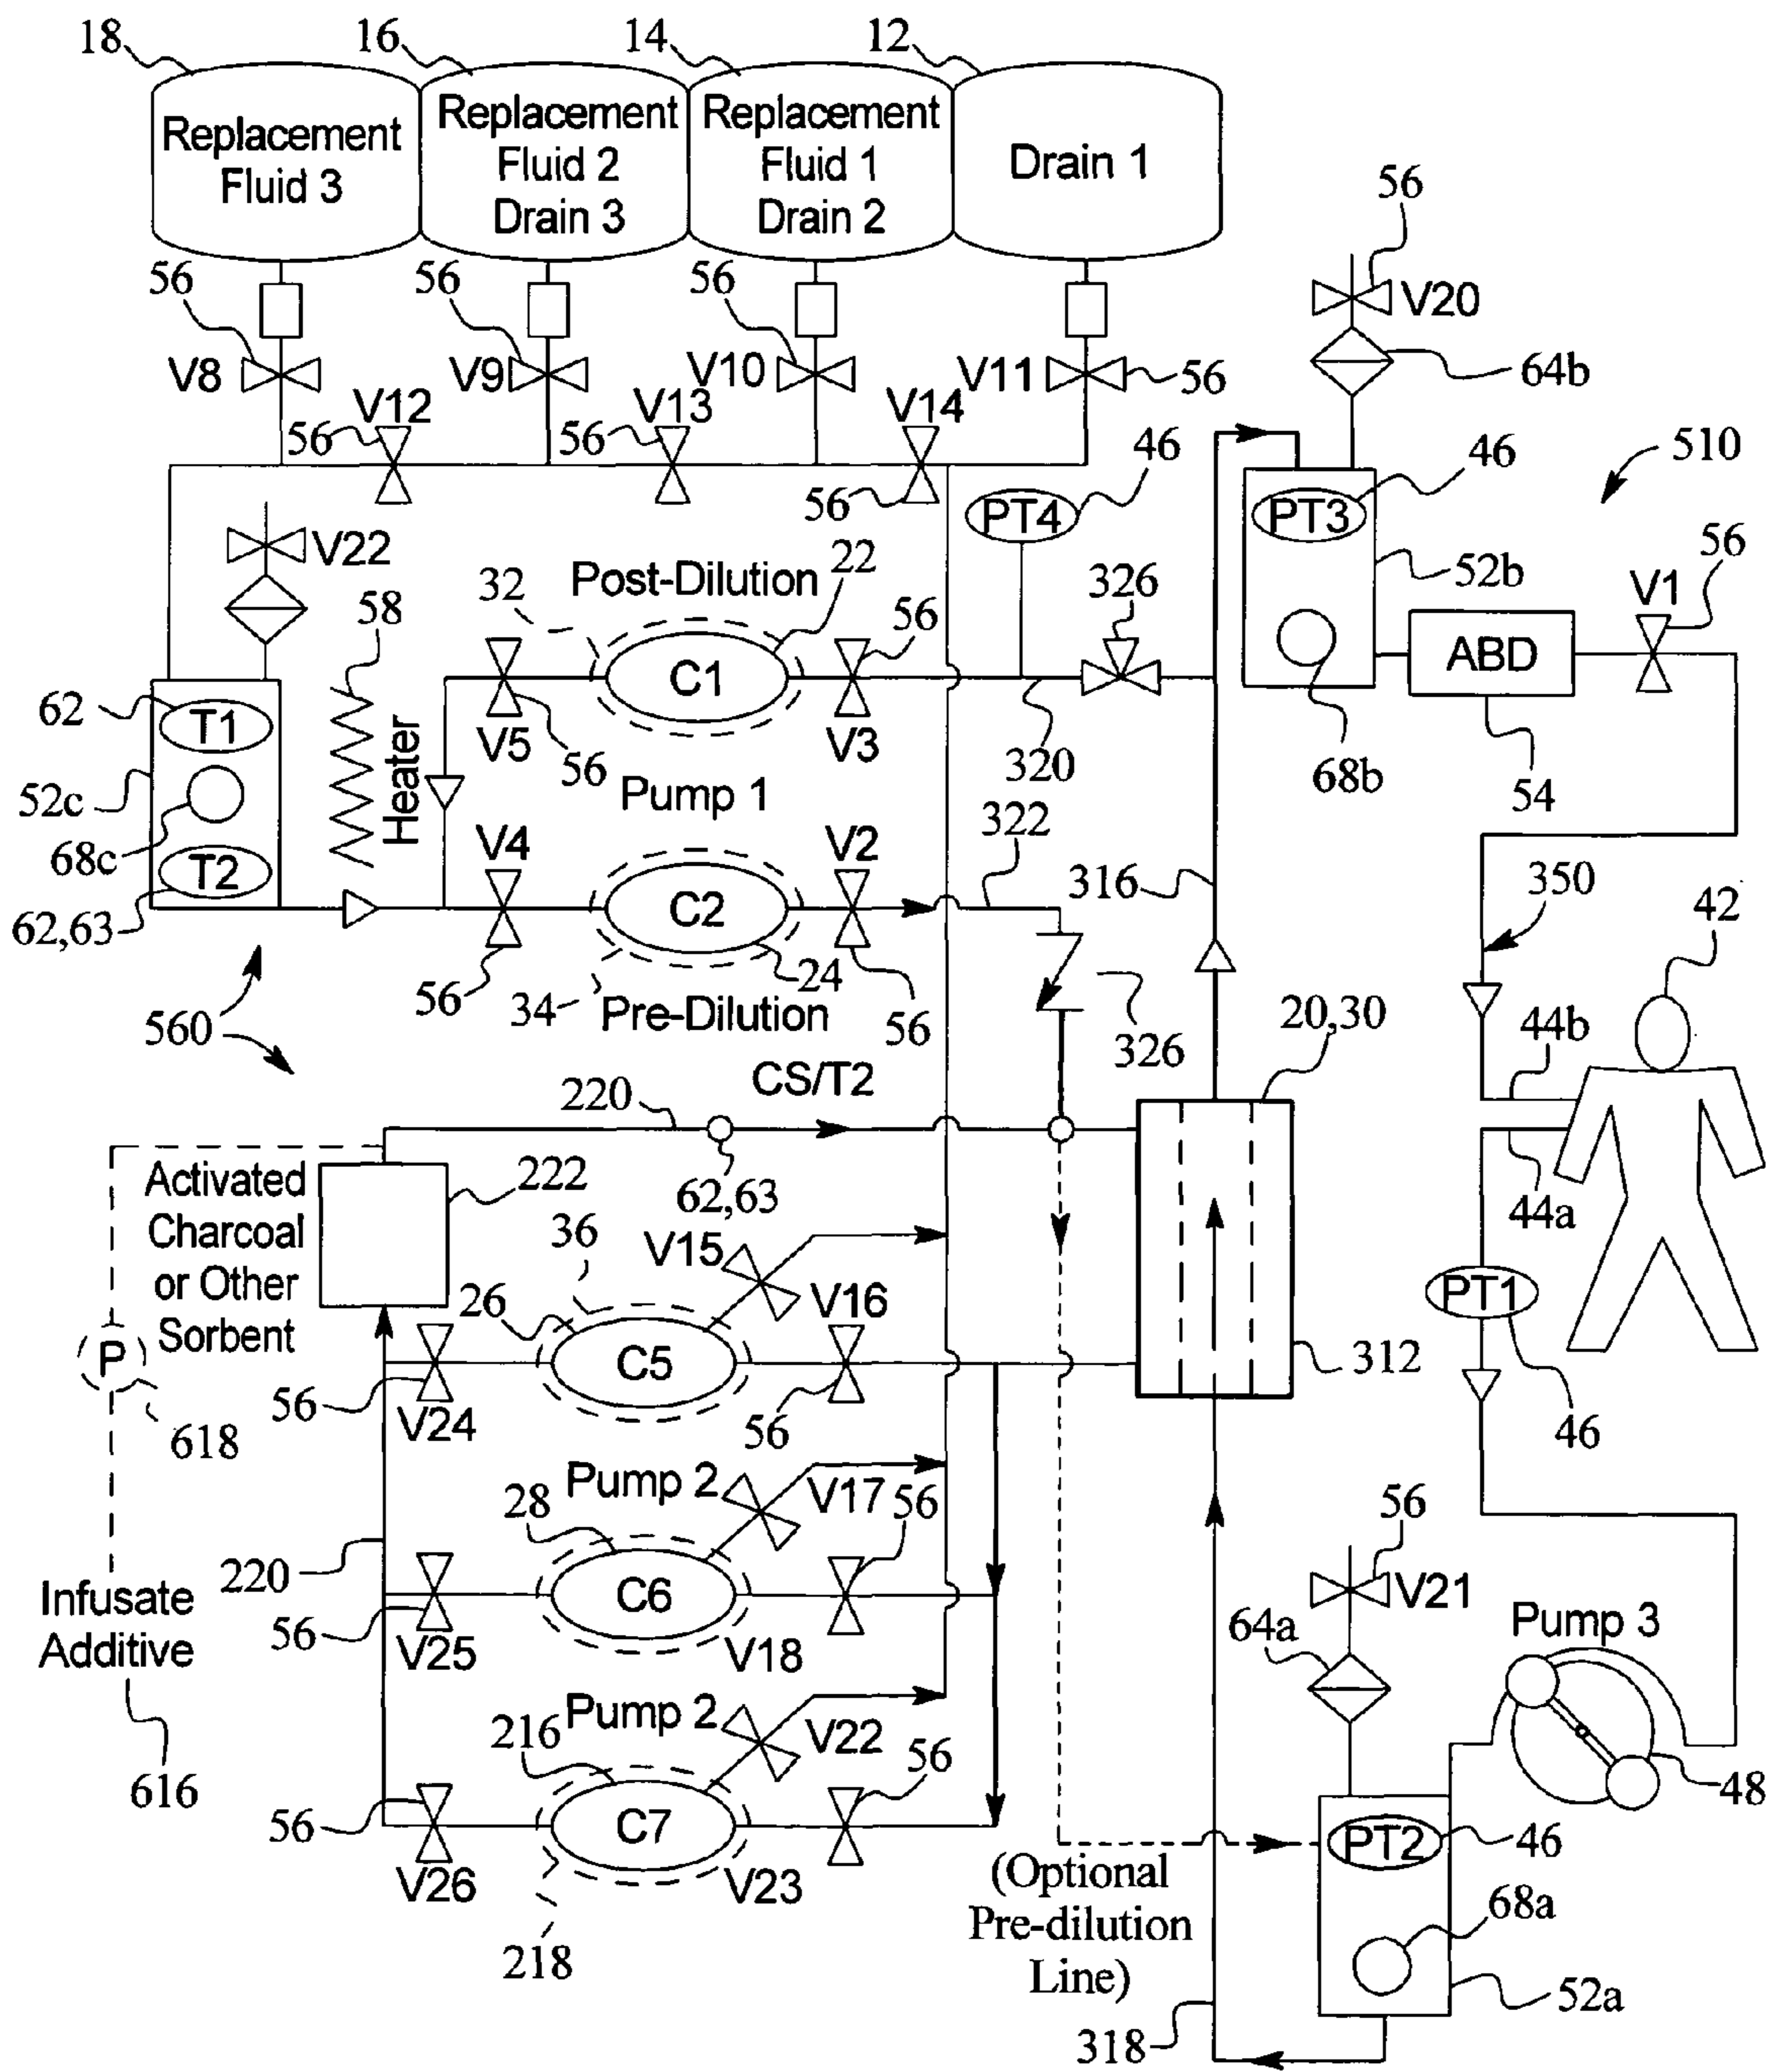 18
16
14
12
Replacement
Fluid 3
Replacement
Fluid 2
Drain 3
Replacement
Fluid 1
Drain 2
Drain 1
56
56
56
56
V20
64b
V8
V9
V10
V11
56
V12
V13
V14
56
56
56
46
46
510
PT4
PT3
V22
58
32
Post-Dilution
22
56
326
52b
V1
56
62
T1
C1
ABD
V5
56
V3
320
68b
54
52c
Heater
Pump 1
68c
T2
V4
V2
322
316
350
42
62,63
C2
56
34
24
Pre-Dilution
56
560
326
20,30
44b
CS/T2
220
Activated
Charcoal
or Other
Sorbent
222
62,63
44a
36
V15
26
V16
PT1
P
C5
312
56
V24
56
46
618
Pump 2
V17
56
28
56
220
C6
V21
Infusate
Additive
56
V25
V18
64a
Pump 3
216
Pump 2
V22
56
616
56
C7
48
V26
V23
PT2
46
(Optional
Pre-dilution
Line)
68a
218
52a
318